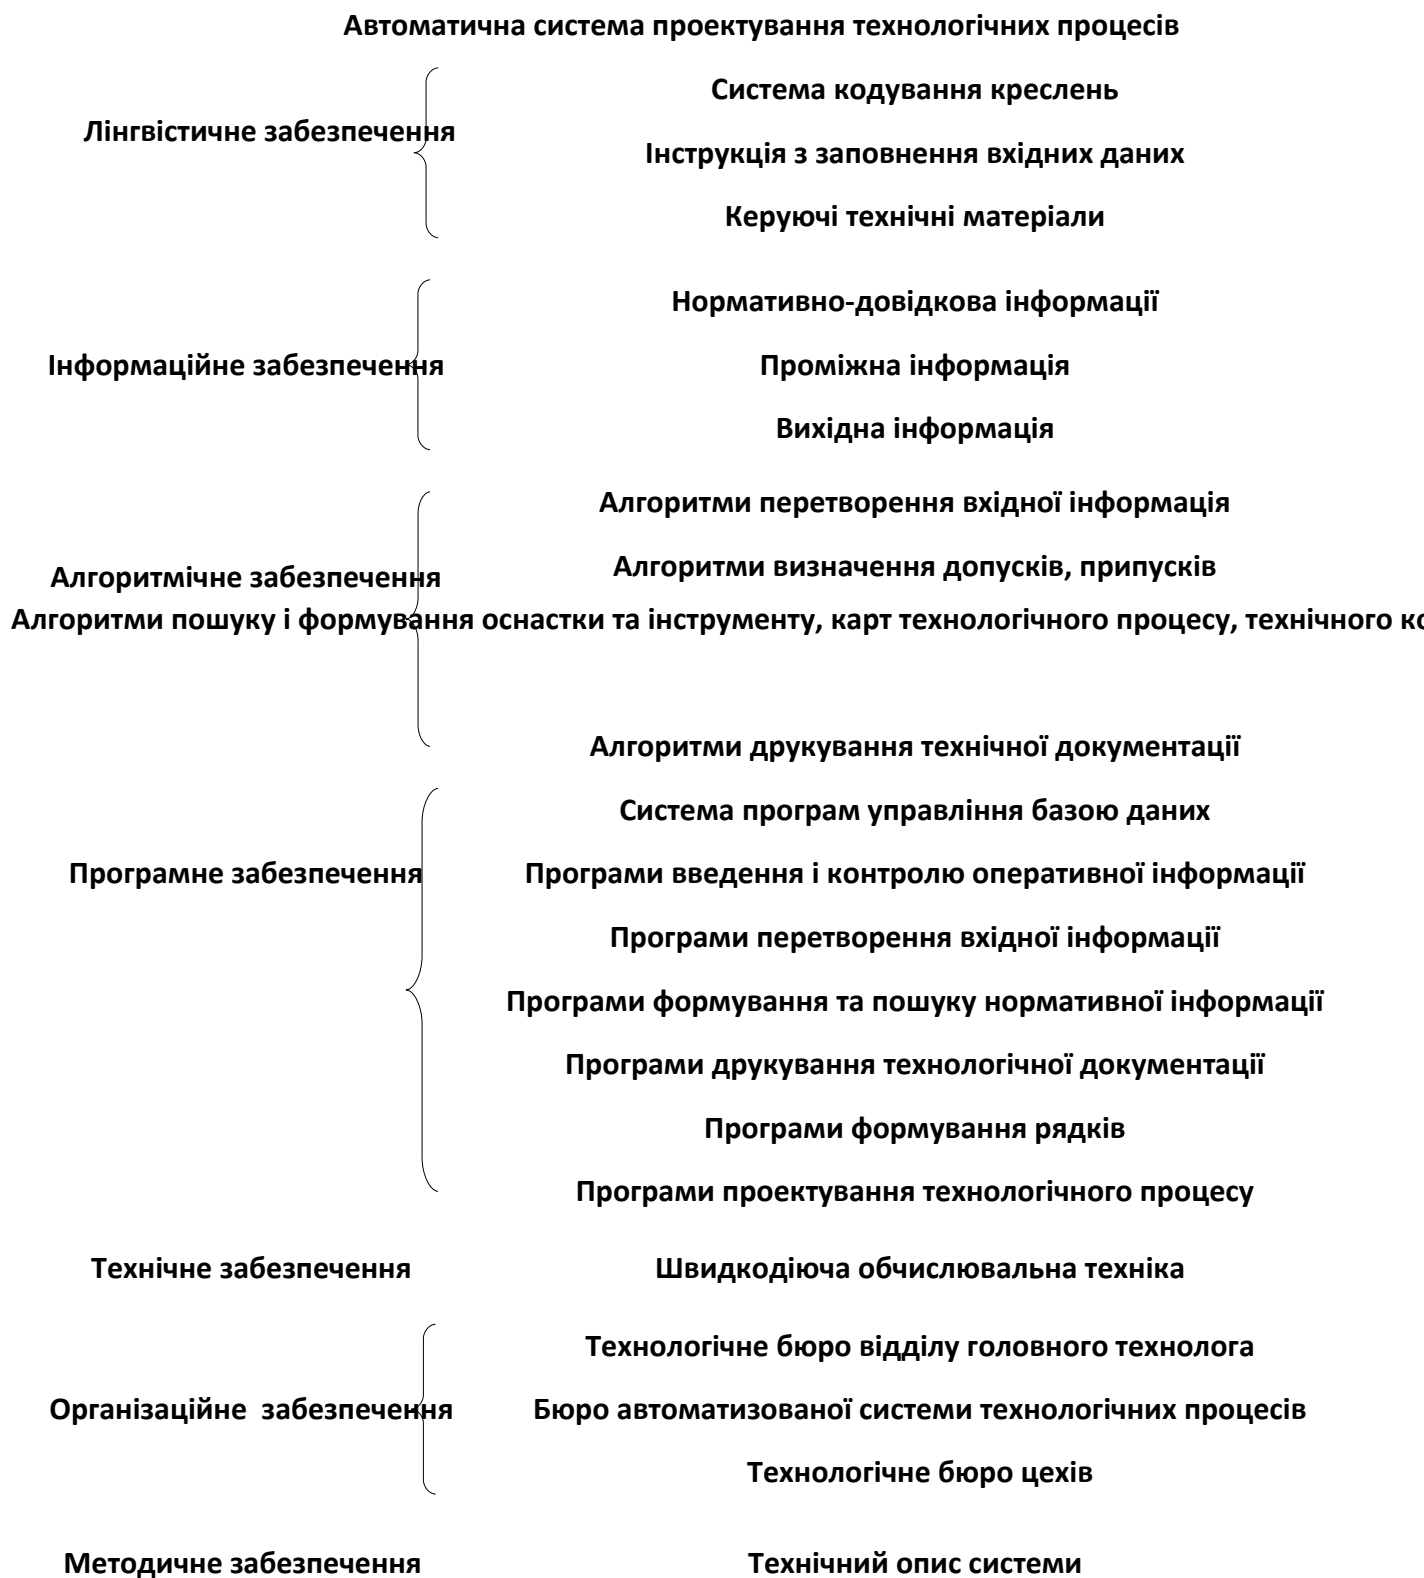 Автоматична система проектування технологічних процесів
Система кодування креслень
Лінгвістичне забезпечення
Інструкція з заповнення вхідних даних
Керуючі технічні матеріали
Нормативно-довідкова інформації
Інформаційне забезпечення
Проміжна інформація
Вихідна інформація
Алгоритми перетворення вхідної інформація
Алгоритмічне забезпечення
Алгоритми визначення допусків, припусків
Алгоритми пошуку і формування оснастки та інструменту, карт технологічного процесу, технічного
Алгоритми друкування технічної документації
Система програм управління базою даних
Програмне забезпечення
Програми введення і контролю оперативної інформації
Програми перетворення вхідної інформації
Програми формування та пошуку нормативної інформації
Програми друкування технологічної документації
Програми формування рядків
Програми проектування технологічного процесу
Технічне забезпечення
Швидкодіюча обчислювальна техніка
Технологічне бюро відділу головного технолога
Організаційне забезпечення
Бюро автоматизованої системи технологічних процесів
Технологічне бюро цехів
Методичне забезпечення
Технічний опис системи